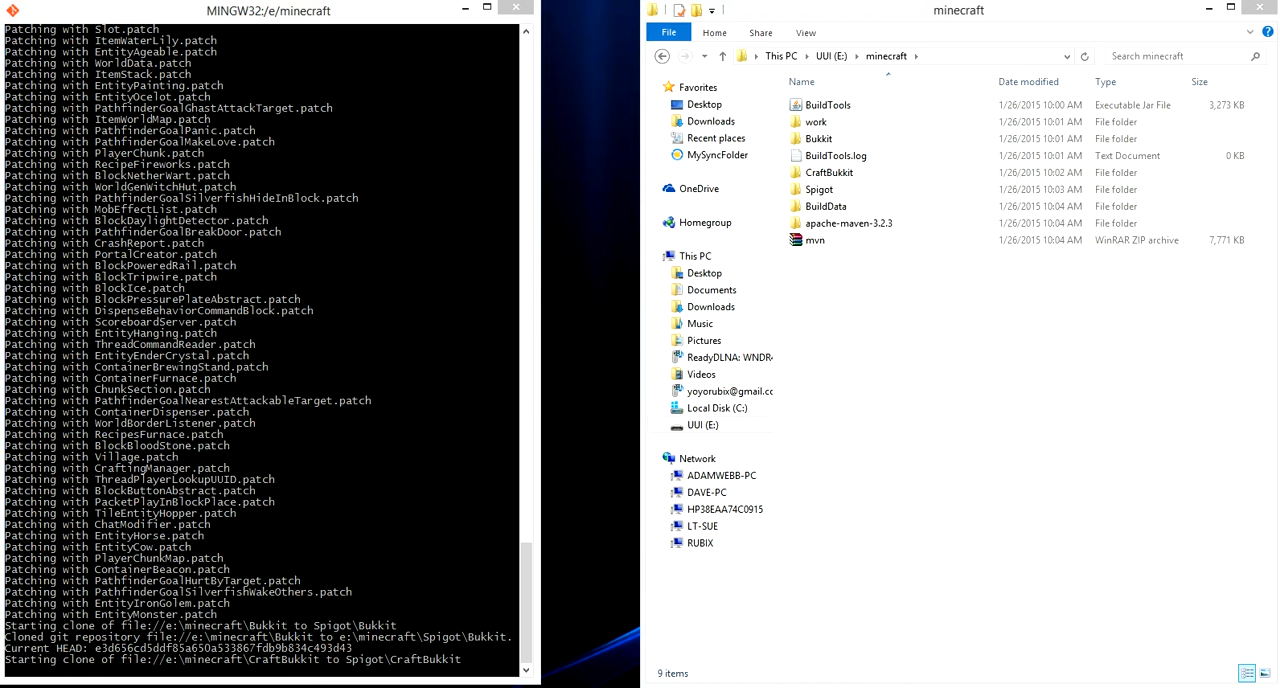 MINGW32:/e/minecraft
Patching with Slot.patch
Patching with ItemWaterLily.patch
Patching with EntityAgeable.patch
Patching with WorldData.patch
Patching with ItemStack.patch
Patching with EntityPainting.patch
Patching with EntityOcelot.patch
Patching with PathfinderGoalGhastAttackTarget.patch
Patching with ItemWorldMap.patch
Patching with PathfinderGoalPanic.patch
Patching with PathfinderGoalMakeLove.patch
Patching with PlayerChunk.patch
Patching with RecipeFireworks.patch
Patching with BlockNetherWart.patch
Patching with WorldGenWitchHut.patch
Patching with PathfinderGoalSilverfishHideInBlock.patch
Patching with MobEffectList.patch
Patching with BlockDaylightDetector.patch
Patching with PathfinderGoalBreakDoor.patch
Patching with CrashReport.patch
Patching with PortalCreator.patch
Patching with BlockPoweredRail.patch
Patching with BlockTripwire.patch
Patching with BlockIce.patch
Patching with BlockPressurePlateAbstract.patch
Patching with DispenseBehaviorCommandBlock.patch
Patching with ScoreboardServer.patch
Patching with EntityHanging.patch
Patching with ThreadCommandReader.patch
Patching with EntityEnderCrystal.patch
Patching with ContainerBrewingStand.patch
Patching with ContainerFurnace.patch
Patching with ChunkSection.patch
Patching with PathfinderGoalNearestAttackableTarget.patch
Patching with ContainerDispenser.patch
Patching with WorldBorderListener.patch
Patching with RecipesFurnace.patch
Patching with BlockBloodStone.patch
Patching with Village.patch
Patching with CraftingManager.patch
Patching with ThreadPlayerLookupUUID.patch
Patching with BlockButtonAbstract.patch
Patching with PacketPlayInBlockPlace.patch
Patching with TileEntityHopper.patch
Patching with ChatModifier.patch
Patching with EntityHorse.patch
Patching with EntityCow.patch
Patching with PlayerChunkMap.patch
Patching with ContainerBeacon.patch
Patching with PathfinderGoalHurtByTarget.patch
Patching with PathfinderGoalSilverfishWakeOthers.patch
Patching with EntityIronGolem.patch
Patching with EntityMonster.patch
Starting clone of file://e:\minecraft\Bukkit to Spigot\Bukkit
Cloned git repository file://e:\minecraft\Bukkit to e:\minecraft\Spigot\Bukkit.
Current HEAD: e3d656cd5ddf85a650a533867fdb9b834c493d43
Starting clone of file://e:\minecraft\CraftBukkit to Spigot\CraftBukkit
minecraft
File Home Share View
This PC UUI (E:) minecraft Search minecraft
Name Date modified Type Size
BuildTools 1/26/2015 10:00 AM Executable Jar File 3,273 KB
work 1/26/2015 10:01 AM File folder
Bukkit 1/26/2015 10:01 AM File folder
BuildTools.log 1/26/2015 10:01 AM Text Document 0 KB
CraftBukkit 1/26/2015 10:02 AM File folder
Spigot 1/26/2015 10:03 AM File folder
BuildData 1/26/2015 10:04 AM File folder
apache-maven-3.2.3 1/26/2015 10:04 AM File folder
mvn 1/26/2015 10:04 AM WinRAR ZIP archive 7,771 KB
Favorites
Desktop
Downloads
Recent places
MySyncFolder
OneDrive
Homegroup
This PC
Desktop
Documents
Downloads
Music
Pictures
ReadyDLNA: WNDR4
Videos
yoyorubix@gmail.cc
Local Disk (C:)
UUI (E:)
Network
ADAMWEBB-PC
DAVE-PC
HP38EAA74C0915
LT-SUE
RUBIX
9 items